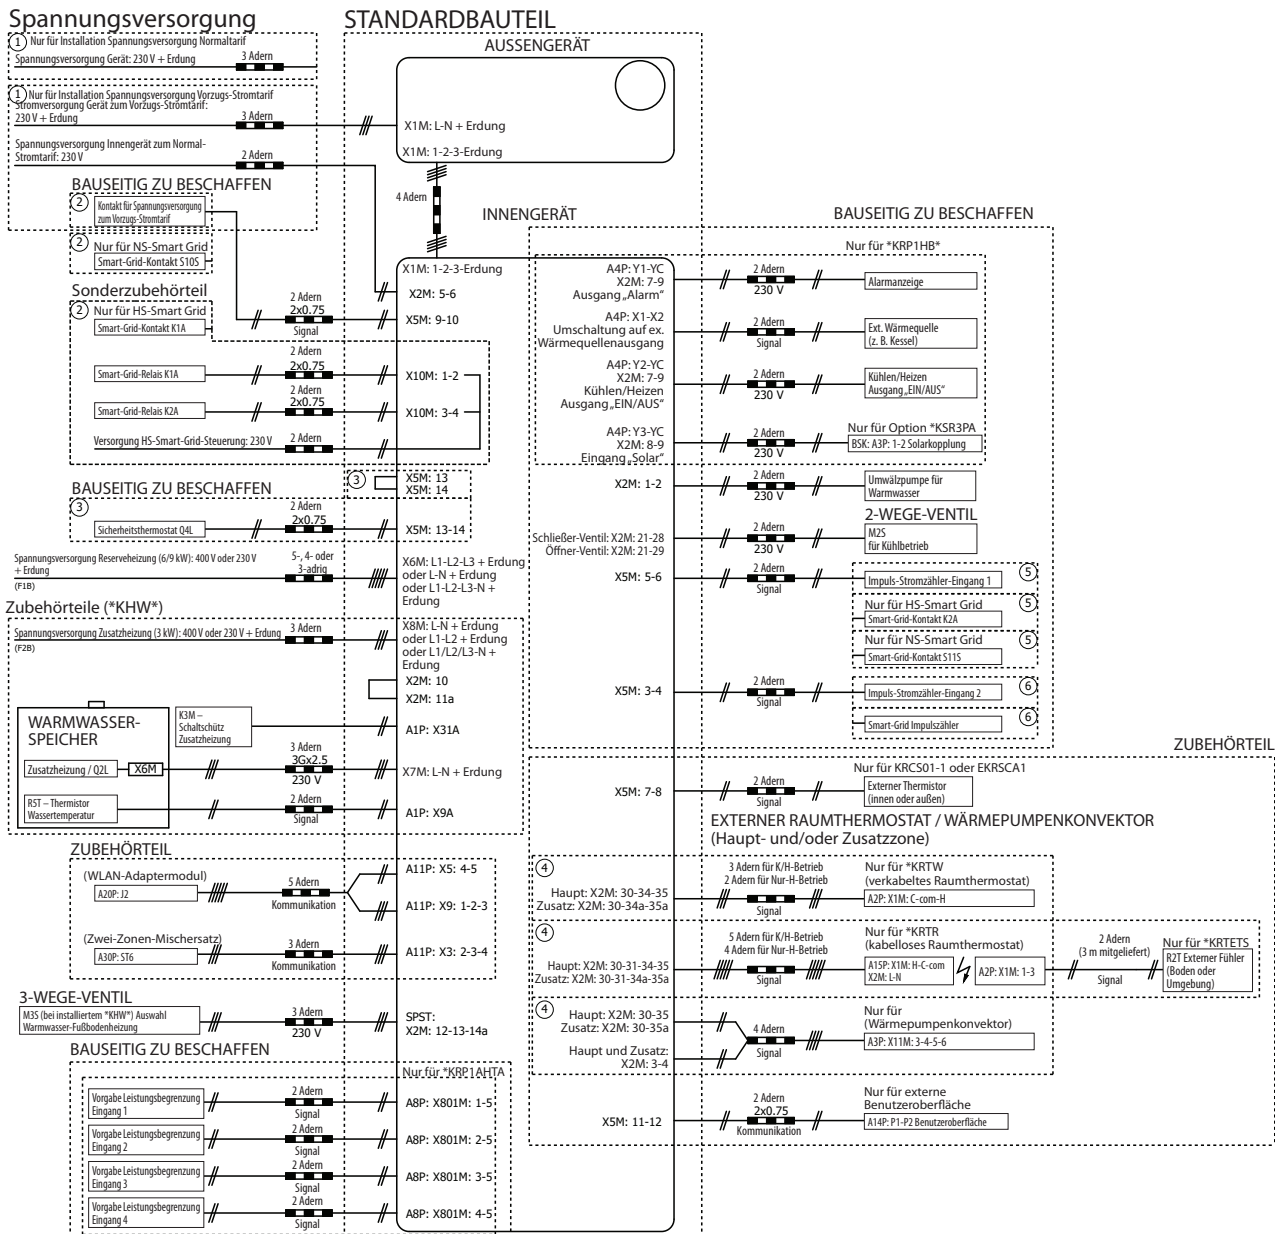 Spannungsversorgung
1 Nur für Installation Spannungsversorgung Normaltarif
Spannungsversorgung Gerät: 230 V + Erdung
3 Adern
1 Nur für Installation Spannungsversorgung Vorzugs-Stromtarif
Stromversorgung Gerät zum Vorzugs-Stromtarif:
230 V + Erdung
3 Adern
Spannungsversorgung Innengerät zum Normal-
Stromtarif: 230 V
2 Adern
BAUSEITIG ZU BESCHAFFEN
2
Kontakt für Spannungsversorgung
zum Vorzugs-Stromtarif
2 Nur für NS-Smart Grid
Smart-Grid-Kontakt S10S
Sonderzubehörteil
2 Nur für HS-Smart Grid
Smart-Grid-Kontakt K1A
2 Adern
2x0.75
Signal
Smart-Grid-Relais K1A
2 Adern
2x0.75
Smart-Grid-Relais K2A
2 Adern
2x0.75
Versorgung HS-Smart-Grid-Steuerung: 230 V
2 Adern
BAUSEITIG ZU BESCHAFFEN
3
Sicherheitsthermostat Q4L
2 Adern
2x0.75
Spannungsversorgung Reserveheizung (6/9 kW): 400 V oder 230 V
+ Erdung
(F1B)
5-, 4- oder
3-adrig
Zubehörteile (*KHW*)
Spannungsversorgung Zusatzheizung (3 kW): 400 V oder 230 V + Erdung
(F2B)
3 Adern
WARMWASSER-
SPEICHER
K3M –
Schaltschütz
Zusatzheizung
Zusatzheizung / Q2L
X6M
3 Adern
3Gx2.5
230 V
R5T – Thermistor
Wassertemperatur
2 Adern
Signal
ZUBEHÖRTEIL
(WLAN-Adaptermodul)
A20P: J2
5 Adern
Kommunikation
(Zwei-Zonen-Mischersatz)
A30P: ST6
3 Adern
Kommunikation
3-WEGE-VENTIL
M3S (bei installiertem *KHW*) Auswahl
Warmwasser-Fußbodenheizung
3 Adern
230 V
BAUSEITIG ZU BESCHAFFEN
Vorgabe Leistungsbegrenzung
Eingang 1
2 Adern
Signal
Vorgabe Leistungsbegrenzung
Eingang 2
2 Adern
Signal
Vorgabe Leistungsbegrenzung
Eingang 3
2 Adern
Signal
Vorgabe Leistungsbegrenzung
Eingang 4
2 Adern
Signal
STANDARDBAUTEIL
AUSSENGERÄT
X1M: L-N + Erdung
X1M: 1-2-3-Erdung
4 Adern
INNENGERÄT
X1M: 1-2-3-Erdung
X2M: 5-6
X5M: 9-10
X10M: 1-2
X10M: 3-4
3
X5M: 13
X5M: 14
X5M: 13-14
X6M: L1-L2-L3 + Erdung
oder L-N + Erdung
oder L1-L2-L3-N +
Erdung
X8M: L-N + Erdung
oder L1-L2 + Erdung
oder L1/L2/L3-N +
Erdung
X2M: 10
X2M: 11a
A1P: X31A
X7M: L-N + Erdung
A1P: X9A
A11P: X5: 4-5
A11P: X9: 1-2-3
A11P: X3: 2-3-4
SPST:
X2M: 12-13-14a
Nur für *KRP1AHTA
A8P: X801M: 1-5
A8P: X801M: 2-5
A8P: X801M: 3-5
A8P: X801M: 4-5
BAUSEITIG ZU BESCHAFFEN
Nur für *KRP1HB*
A4P: Y1-YC
X2M: 7-9
Ausgang „Alarm“
2 Adern
230 V
Alarmanzeige
A4P: X1-X2
Umschaltung auf ex.
Wärmequellenausgang
2 Adern
Signal
Ext. Wärmequelle
(z. B. Kessel)
A4P: Y2-YC
X2M: 7-9
Kühlen/Heizen
Ausgang „EIN/AUS“
2 Adern
230 V
Kühlen/Heizen
Ausgang „EIN/AUS“
Nur für Option *KSR3PA
A4P: Y3-YC
X2M: 8-9
Eingang „Solar“
2 Adern
230 V
BSK: A3P: 1-2 Solarkopplung
X2M: 1-2
2 Adern
230 V
Umwälzpumpe für
Warmwasser
2-WEGE-VENTIL
Schließer-Ventil: X2M: 21-28
Öffner-Ventil: X2M: 21-29
2 Adern
230 V
M2S
für Kühlbetrieb
X5M: 5-6
2 Adern
Signal
Impuls-Stromzähler-Eingang 1
5
Nur für HS-Smart Grid
5
Smart-Grid-Kontakt K2A
Nur für NS-Smart Grid
5
Smart-Grid-Kontakt S11S
X5M: 3-4
2 Adern
Signal
Impuls-Stromzähler-Eingang 2
6
Smart-Grid Impulszähler
6
ZUBEHÖRTEIL
Nur für KRCS01-1 oder EKRSCA1
X5M: 7-8
2 Adern
Signal
Externer Thermistor
(innen oder außen)
EXTERNER RAUMTHERMOSTAT / WÄRMEPUMPENKONVEKTOR
(Haupt- und/oder Zusatzzone)
4
Haupt: X2M: 30-34-35
Zusatz: X2M: 30-34a-35a
3 Adern für K/H-Betrieb
2 Adern für Nur-H-Betrieb
Signal
Nur für *KRTW
(verkabeltes Raumthermostat)
A2P: X1M: C-com-H
4
Haupt: X2M: 30-31-34-35
Zusatz: X2M: 30-31-34a-35a
5 Adern für K/H-Betrieb
4 Adern für Nur-H-Betrieb
Signal
Nur für *KRTR
(kabelloses Raumthermostat)
A15P: X1M: H-C-com
X2M: L-N
A2P: X1M: 1-3
2 Adern
(3 m mitgeliefert)
Signal
Nur für *KRTETS
R2T Externer Fühler
(Boden oder
Umgebung)
4
Haupt: X2M: 30-35
Zusatz: X2M: 30-35a
Haupt und Zusatz:
X2M: 3-4
4 Adern
Signal
Nur für
(Wärmepumpenkonvektor)
A3P: X11M: 3-4-5-6
X5M: 11-12
2 Adern
2x0.75
Kommunikation
Nur für externe
Benutzeroberfläche
A14P: P1-P2 Benutzeroberfläche